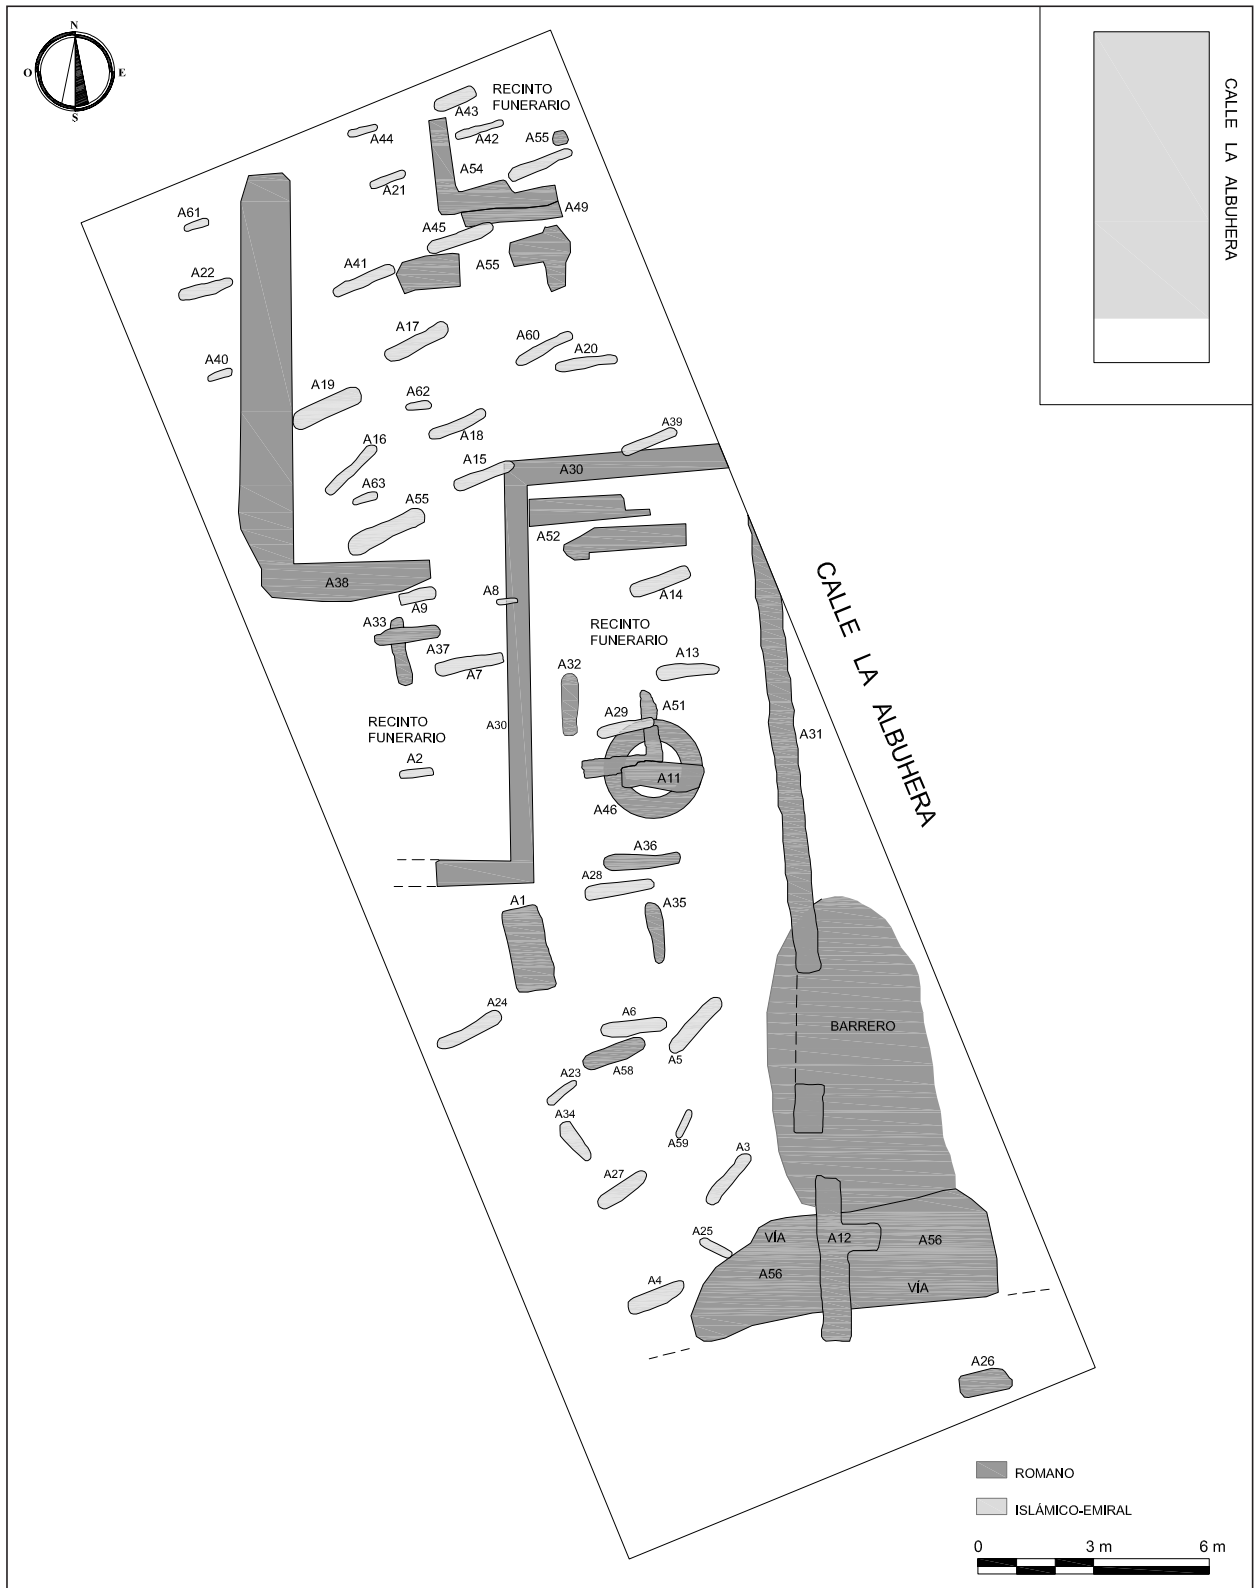 N
O
E
S
CALLE LA ALBUHERA
RECINTO
FUNERARIO
A43
A44
A42
A55
A54
A21
A61
A49
A45
A22
A41
A55
A17
A60
A20
A40
A19
A62
A39
A18
A16
A15
A30
A63
A55
A52
A38
A8
A14
A9
RECINTO
FUNERARIO
A33
A37
A13
A32
A7
A51
A29
RECINTO
FUNERARIO
A30
A31
CALLE LA ALBUHERA
A2
A11
A46
A36
A28
A1
A35
A24
A6
BARRERO
A5
A58
A23
A34
A59
A3
A27
A25
VÍA
A12
A56
A56
A4
VÍA
A26
ROMANO
ISLÁMICO-EMIRAL
0 3 m 6 m